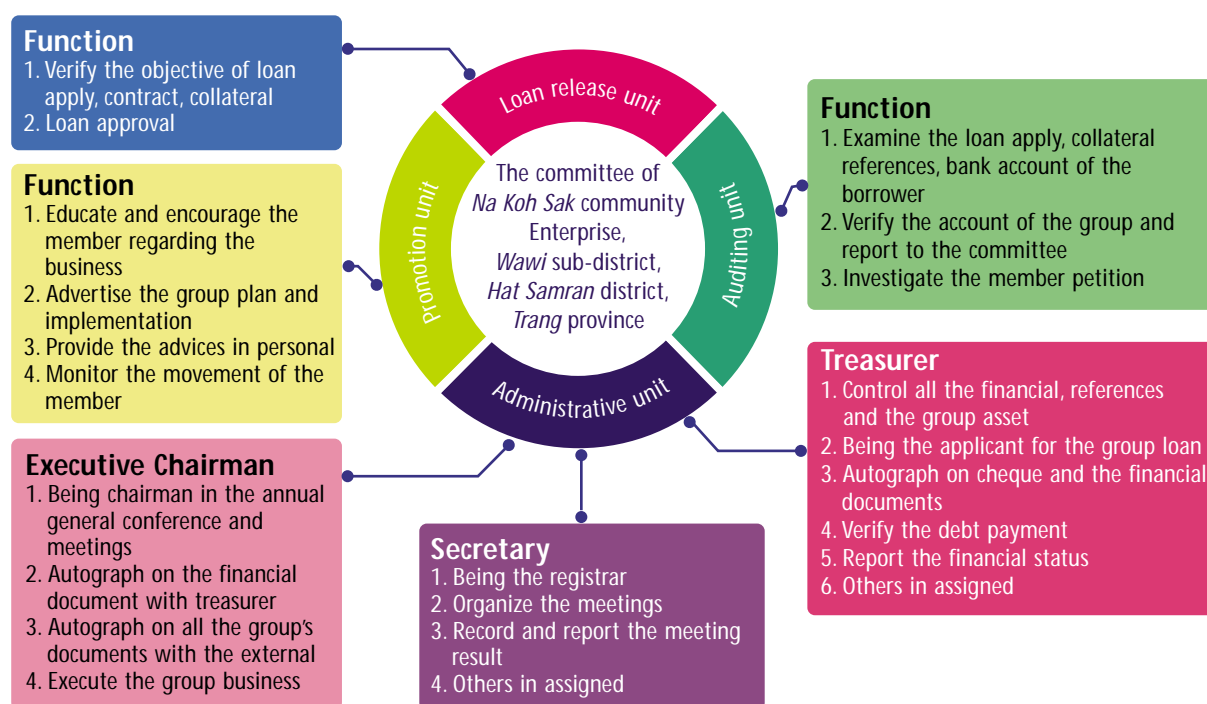 Function
1. Verify the objective of loan
apply, contract, collateral
2. Loan approval
Function
1. Educate and encourage the
member regarding the
business
2. Advertise the group plan and
implementation
3. Provide the advices in personal
4. Monitor the movement of the
member
Executive Chairman
1. Being chairman in the annual
general conference and
meetings
2. Autograph on the financial
document with treasurer
3. Autograph on all the group's
documents with the external
4. Execute the group business
Loan release unit
Promotion unit
Auditing unit
Administrative unit
The committee of
Na Koh Sak community
Enterprise,
Wawi sub-district,
Hat Samran district,
Trang province
Secretary
1. Being the registrar
2. Organize the meetings
3. Record and report the meeting
result
4. Others in assigned
Function
1. Examine the loan apply, collateral
references, bank account of the
borrower
2. Verify the account of the group and
report to the committee
3. Investigate the member petition
Treasurer
1. Control all the financial, references
and the group asset
2. Being the applicant for the group loan
3. Autograph on cheque and the financial
documents
4. Verify the debt payment
5. Report the financial status
6. Others in assigned